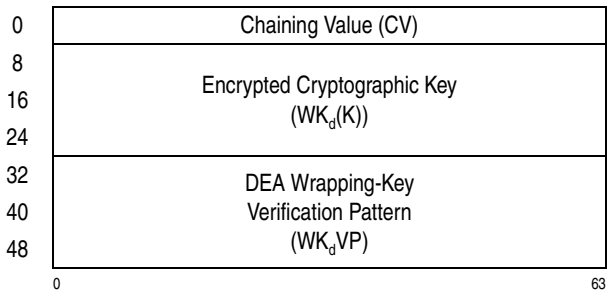 0 Chaining Value (CV)
8
16 Encrypted Cryptographic Key
(WKd(K))
24
32 DEA Wrapping-Key
40 Verification Pattern
48 (WKdVP)
0 63